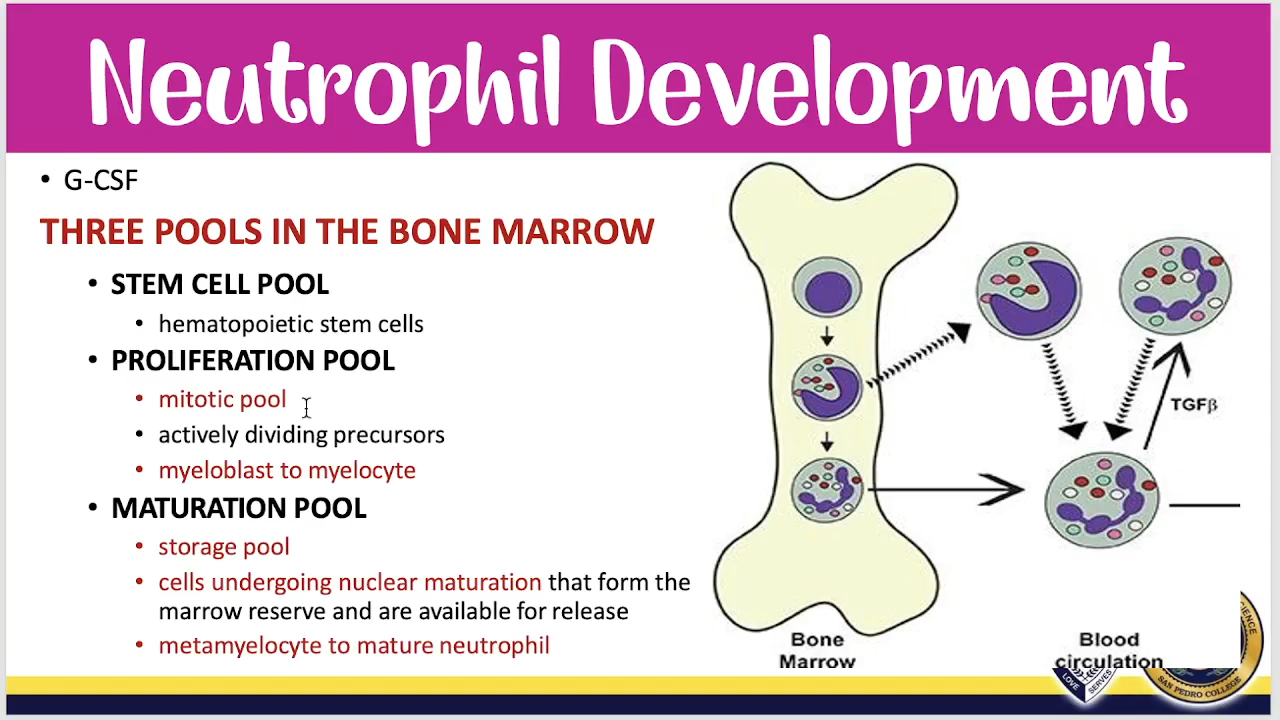 Neutrophil Development
• G-CSF
THREE POOLS IN THE BONE MARROW
• STEM CELL POOL
• hematopoietic stem cells
• PROLIFERATION POOL
• mitotic pool
• actively dividing precursors
• myeloblast to myelocyte
• MATURATION POOL
• storage pool
• cells undergoing nuclear maturation that form the
marrow reserve and are available for release
• metamyelocyte to mature neutrophil
TGFβ
Bone
Marrow
Blood
circulation
LOVE
SERVES
SAN PEDRO COLLEGE